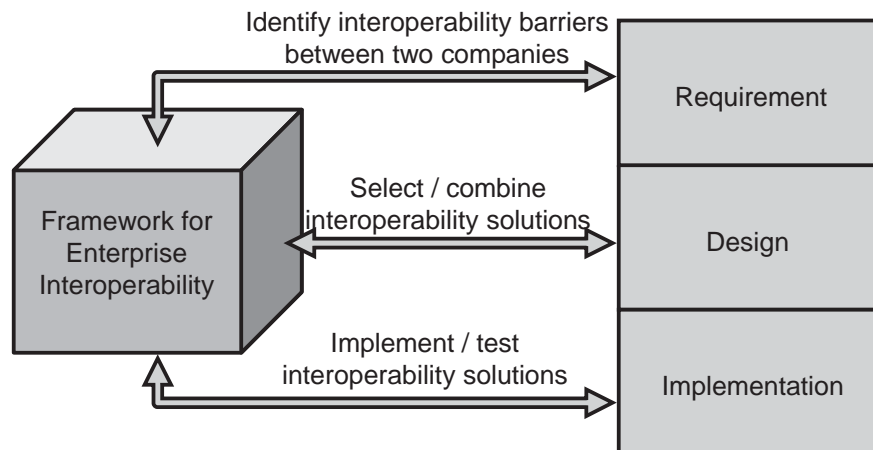 Identify interoperability barriers
between two companies
Requirement
Select / combine
interoperability solutions
Framework for
Enterprise
Interoperability
Design
Implement / test
interoperability solutions
Implementation